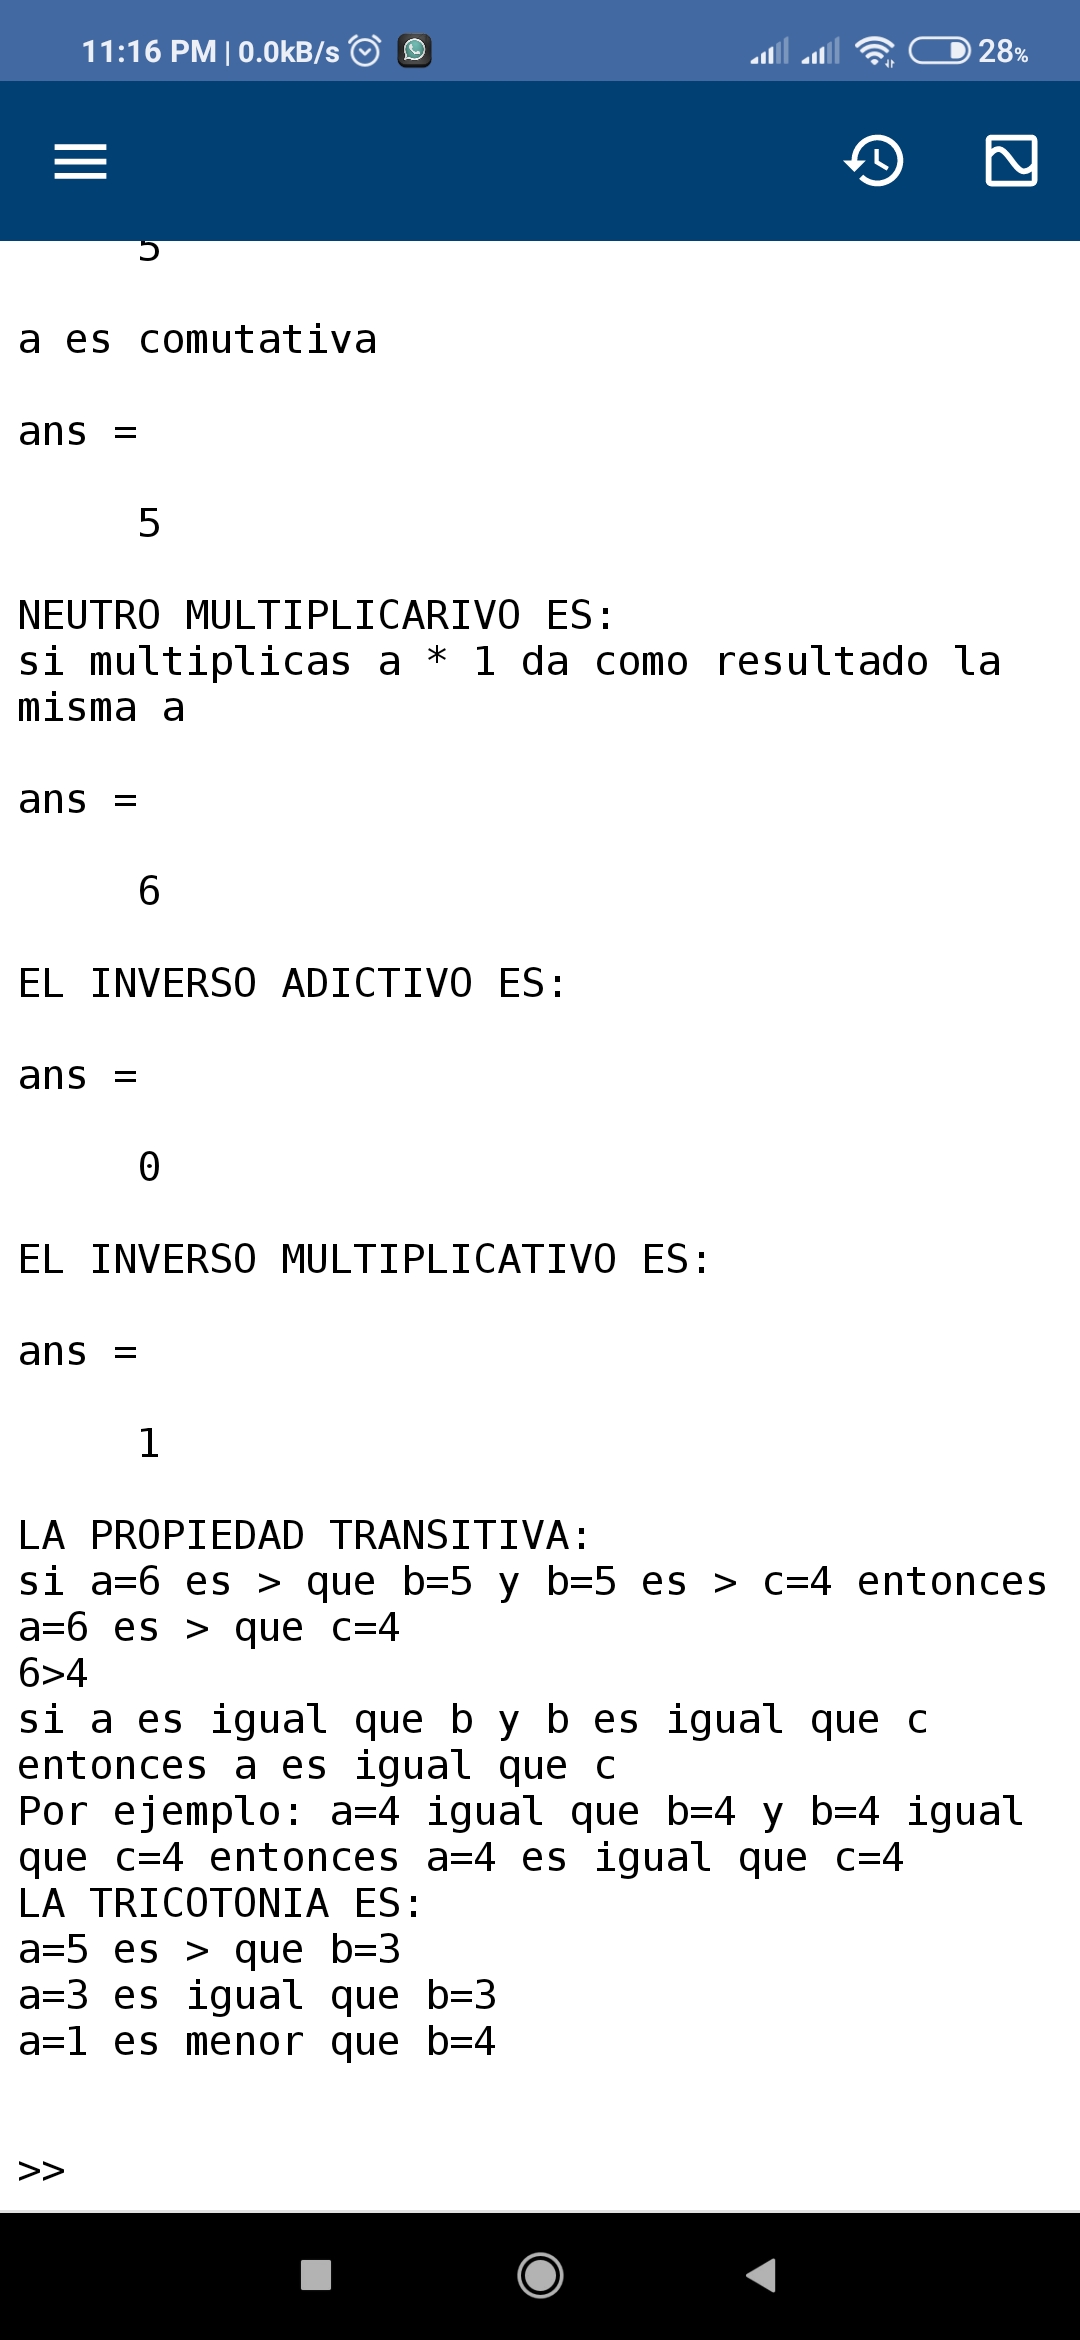 11:16 PM | 0.0kB/s 28%
5
a es comutativa
ans =
5
NEUTRO MULTIPLICARIVO ES:
si multiplicas a * 1 da como resultado la
misma a
ans =
6
EL INVERSO ADICTIVO ES:
ans =
0
EL INVERSO MULTIPLICATIVO ES:
ans =
1
LA PROPIEDAD TRANSITIVA:
si a=6 es > que b=5 y b=5 es > c=4 entonces
a=6 es > que c=4
6>4
si a es igual que b y b es igual que c
entonces a es igual que c
Por ejemplo: a=4 igual que b=4 y b=4 igual
que c=4 entonces a=4 es igual que c=4
LA TRICOTONIA ES:
a=5 es > que b=3
a=3 es igual que b=3
a=1 es menor que b=4
>>